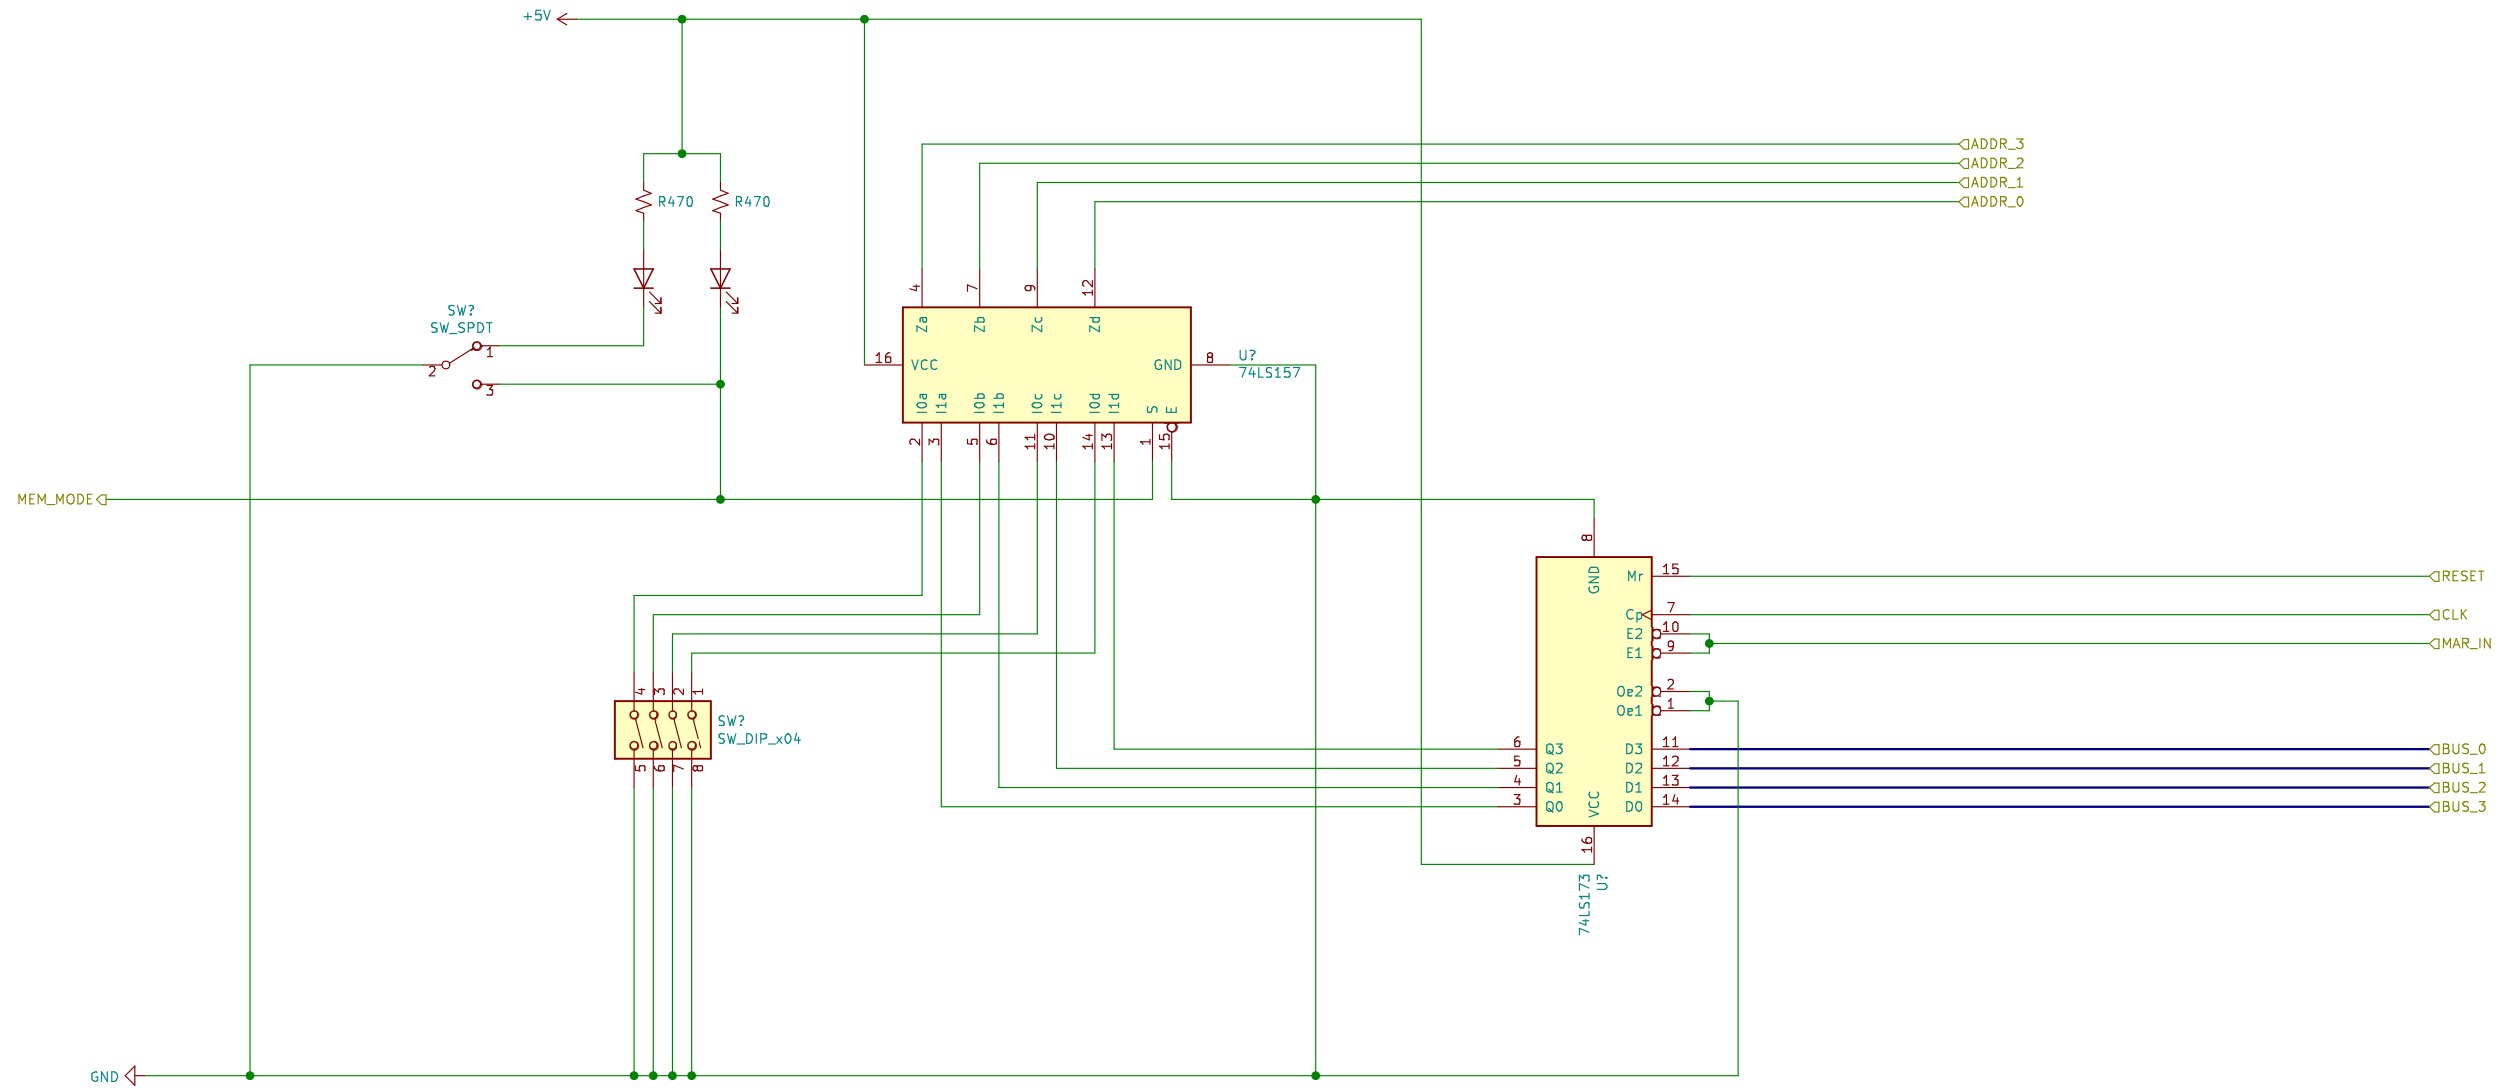 +5V
ADDR_3
ADDR_2
ADDR_1
ADDR_0
R470
R470
SW?
SW_SPDT
1
2
3
4
7
9
12
Za
Zb
Zc
Zd
16
VCC
GND
8
U?
74LS157
I0a
I1a
I0b
I1b
I0c
I1c
I0d
I1d
S
E
2
3
5
6
11
10
14
13
1
15
MEM_MODE
8
GND
Mr
15
RESET
Cp
7
CLK
E2
10
E1
9
MAR_IN
Oe2
2
Oe1
1
4
3
2
1
SW?
SW_DIP_x04
5
6
7
8
6
Q3
D3
11
BUS_0
5
Q2
D2
12
BUS_1
4
Q1
D1
13
BUS_2
3
Q0
D0
14
BUS_3
VCC
16
74LS173
U?
GND